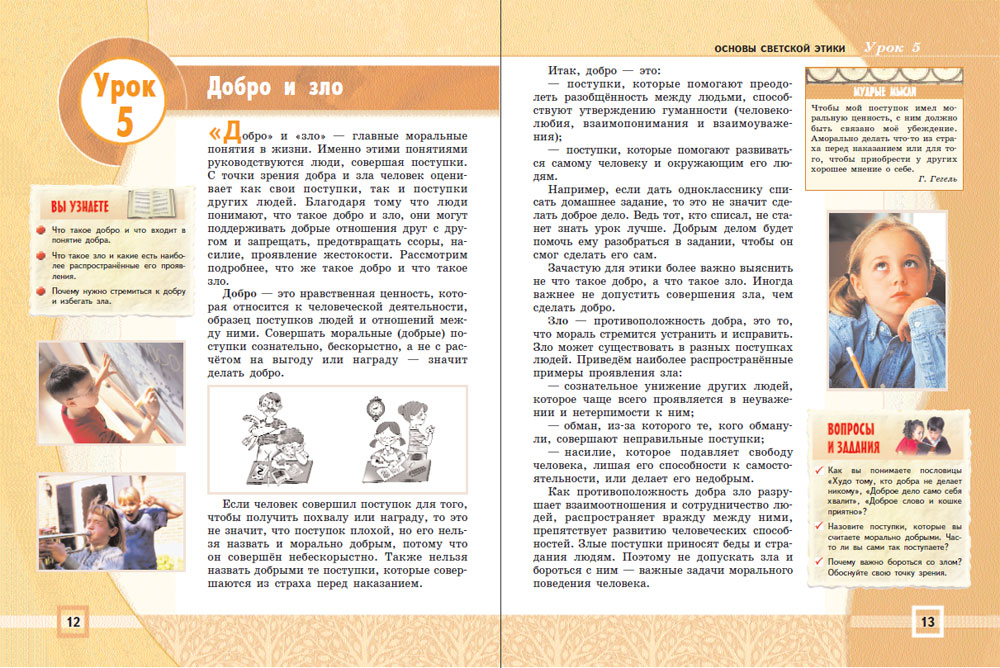 Урок
5
Добро и зло
ВЫ УЗНАЕТЕ
Что такое добро и что входит в
понятие добра.
Что такое зло и какие есть наибо-
лее распространённые его прояв-
ления.
Почему нужно стремиться к добру
и избегать зла.
«Добро» и «зло» — главные моральные
понятия в жизни. Именно этими понятиями
руководствуются люди, совершая поступки.
С точки зрения добра и зла человек оцени-
вает как свои поступки, так и поступки
других людей. Благодаря тому что люди
понимают, что такое добро и зло, они могут
поддерживать добрые отношения друг с дру-
гом и запрещать, предотвращать ссоры, на-
силие, проявление жестокости. Рассмотрим
подробнее, что же такое добро и что такое
зло.
Добро — это нравственная ценность, кото-
рая относится к человеческой деятельности,
образец поступков людей и отношений меж-
ду ними. Совершать моральные (добрые) по-
ступки сознательно, бескорыстно, а не с рас-
чётом на выгоду или награду — значит
делать добро.
Если человек совершил поступок для того,
чтобы получить похвалу или награду, то это
не значит, что поступок плохой, но его нель-
зя назвать и морально добрым, потому что
он совершён небескорыстно. Также нельзя
назвать добрыми те поступки, которые совер-
шаются из страха перед наказанием.
12
ОСНОВЫ СВЕТСКОЙ ЭТИКИ Урок 5
Итак, добро — это:
— поступки, которые помогают преодо-
леть разобщённость между людьми, способ-
ствуют утверждению гуманности (человеко-
любия, взаимопонимания и взаимоуваже-
ния);
— поступки, которые помогают развивать-
ся самому человеку и окружающим его лю-
дям.
Например, если дать однокласснику спи-
сать домашнее задание, то это не значит сде-
лать доброе дело. Ведь тот, кто списал, не ста-
нет знать урок лучше. Добрым делом будет
помочь ему разобраться в задании, чтобы он
смог сделать его сам.
Зачастую для этики более важно выяснить
не что такое добро, а что такое зло. Иногда
важнее не допустить совершения зла, чем
сделать добро.
Зло — противоположность добра, это то,
что мораль стремится устранить и исправить.
Зло может существовать в разных поступках
людей. Приведём наиболее распространённые
примеры проявления зла:
— сознательное унижение других людей,
которое чаще всего проявляется в неуваже-
нии и нетерпимости к ним;
— обман, из-за которого те, кого обману-
ли, совершают неправильные поступки;
— насилие, которое подавляет свободу
человека, лишая его способности к самосто-
ятельности, или делает его недобрым.
Как противоположность добра зло разру-
шает взаимоотношения и сотрудничество лю-
дей, распространяет вражду между ними,
препятствует развитию человеческих способ-
ностей. Злые поступки приносят беды и стра-
дания людям. Поэтому не допускать зла и
бороться с ним — важные задачи морального
поведения человека.
МУДРЫЕ МЫСЛИ
Чтобы мой поступок имел мо-
ральную ценность, с ним должно
быть связано моё убеждение.
Аморально делать что-то из стра-
ха перед наказанием или для то-
го, чтобы приобрести у других
хорошее мнение о себе.
Г. Гегель
ВОПРОСЫ
И ЗАДАНИЯ
Как вы понимаете пословицы
«Худо тому, кто добра не делает
никому», «Доброе дело само себя
хвалит», «Доброе слово и кошке
приятно»?
Назовите поступки, которые вы
считаете морально добрыми. Час-
то ли вы сами так поступаете?
Почему важно бороться со злом?
Обоснуйте свою точку зрения.
13